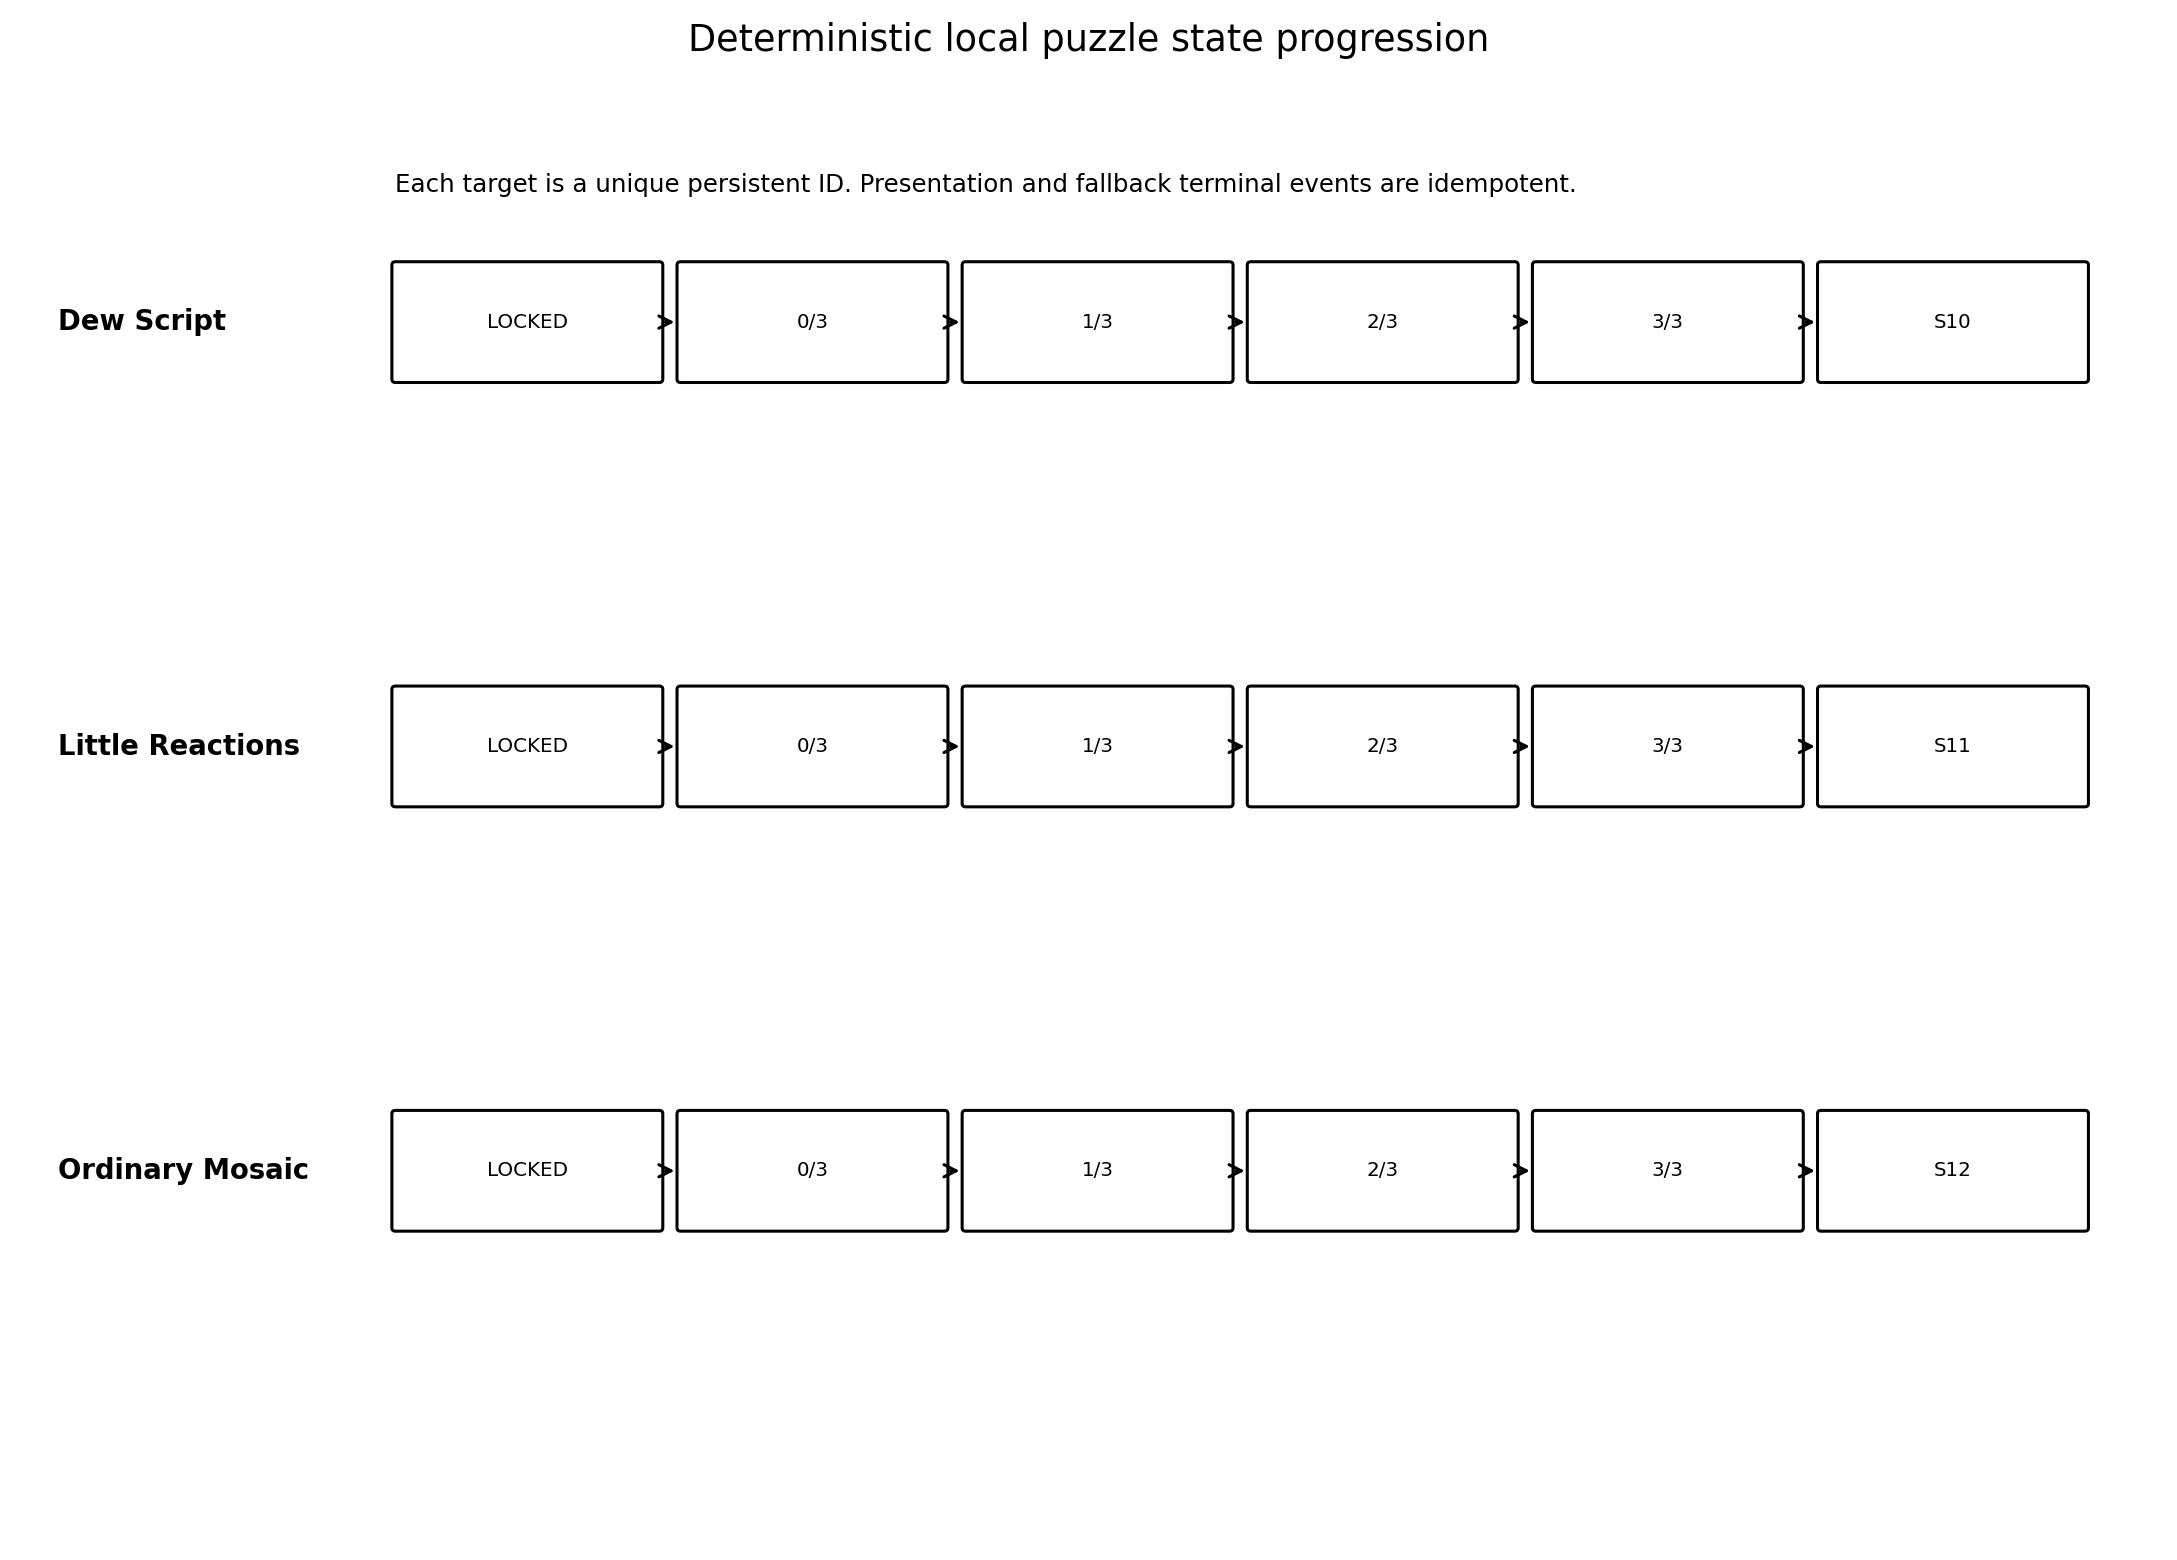 Deterministic local puzzle state progression
Each target is a unique persistent ID. Presentation and fallback terminal events are idempotent.
Dew Script LOCKED 0/3 1/3 2/3 3/3 S10
Little Reactions LOCKED 0/3 1/3 2/3 3/3 S11
Ordinary Mosaic LOCKED 0/3 1/3 2/3 3/3 S12